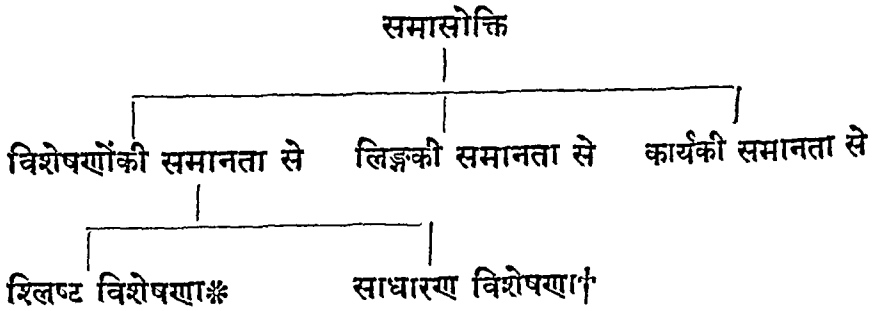 समासोक्ति
विशेषणोंकी समानता से लिङ्गकी समानता से कार्यकी समानता से
श्लिष्ट विशेषणा* साधारण विशेषणा†